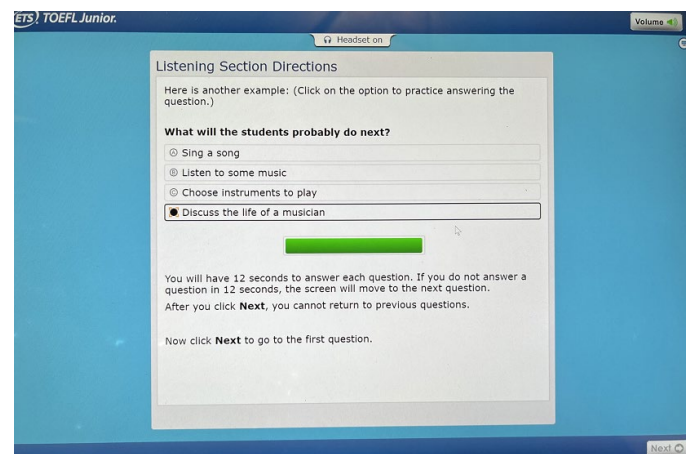 ETS TOEFL Junior.
Volume
Headset on
Listening Section Directions
Here is another example: (Click on the option to practice answering the
question.)
What will the students probably do next?
A Sing a song
B Listen to some music
C Choose instruments to play
Discuss the life of a musician
You will have 12 seconds to answer each question. If you do not answer a
question in 12 seconds, the screen will move to the next question.
After you click Next, you cannot return to previous questions.
Now click Next to go to the first question.
Next